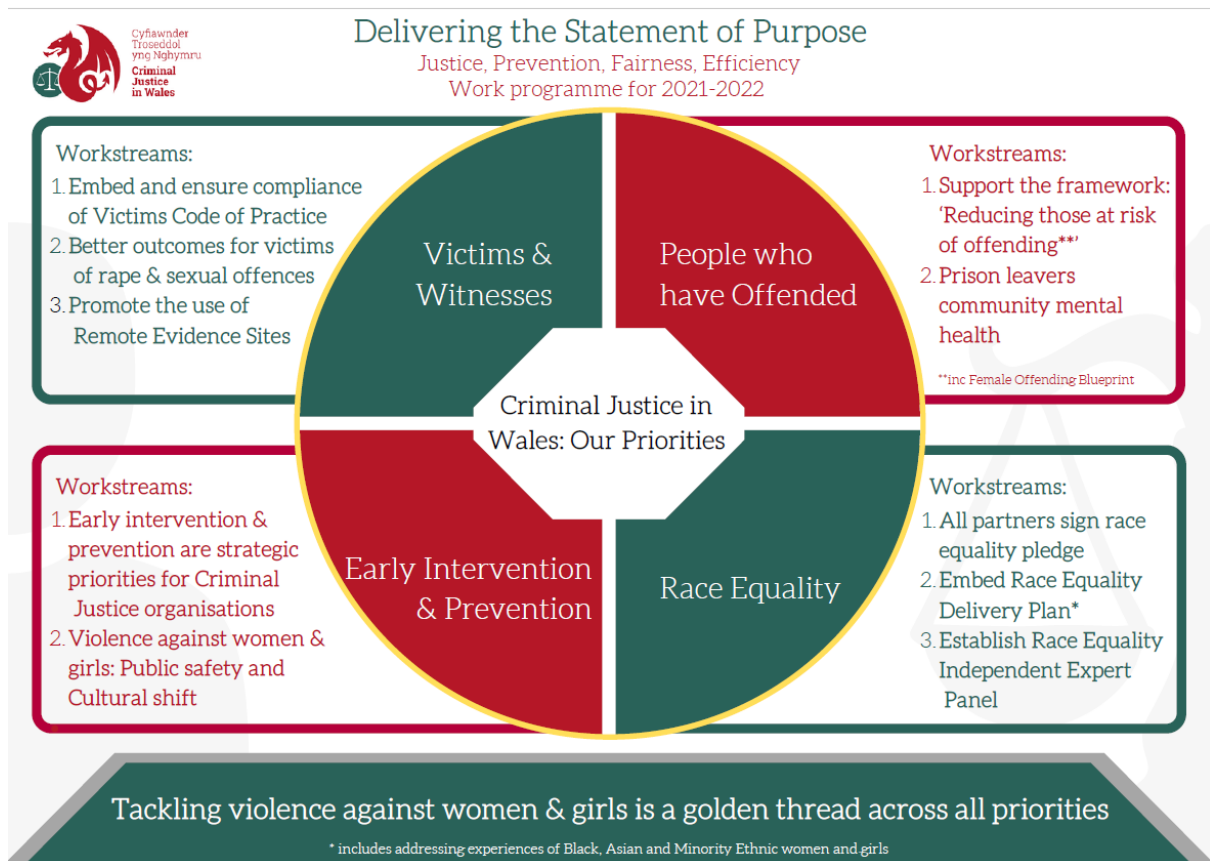 Cyfiawnder
Troseddol
yng Nghymru
Criminal
Justice
in Wales
Delivering the Statement of Purpose
Justice, Prevention, Fairness, Efficiency
Work programme for 2021-2022
Workstreams:
1. Embed and ensure compliance
of Victims Code of Practice
2. Better outcomes for victims
of rape & sexual offences
3. Promote the use of
Remote Evidence Sites
Victims &
Witnesses
People who
have Offended
Workstreams:
1. Support the framework:
‘Reducing those at risk
of offending**’
2. Prison leavers
community mental
health
**inc Female Offending Blueprint
Criminal Justice in
Wales: Our Priorities
Workstreams:
1. Early intervention &
prevention are strategic
priorities for Criminal
Justice organisations
2. Violence against women &
girls: Public safety and
Cultural shift
Early Intervention
& Prevention
Race Equality
Workstreams:
1. All partners sign race
equality pledge
2. Embed Race Equality
Delivery Plan*
3. Establish Race Equality
Independent Expert
Panel
Tackling violence against women & girls is a golden thread across all priorities
* includes addressing experiences of Black, Asian and Minority Ethnic women and girls